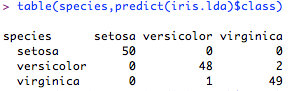 > table(species,predict(iris.lda)$class)
species      setosa versicolor virginica
  setosa         50          0         0
  versicolor      0         48         2
  virginica       0          1        49